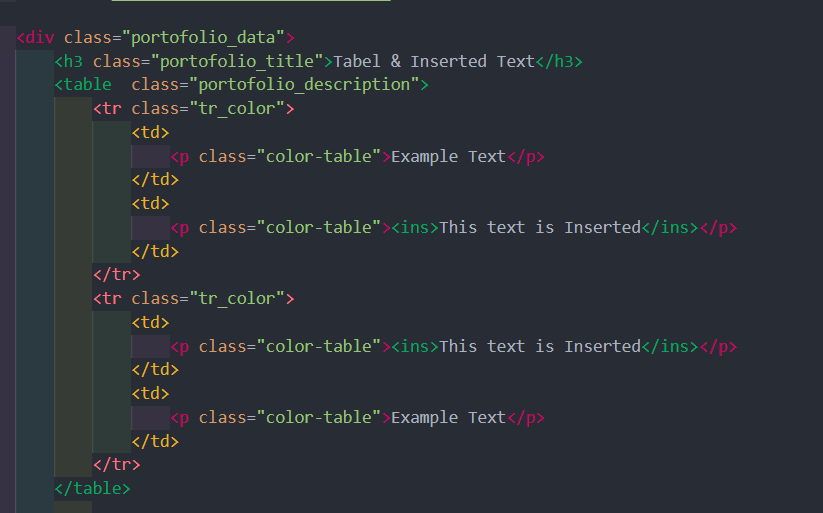 <div class="portofolio_data">
<h3 class="portofolio_title">Tabel & Inserted Text</h3>
<table  class="portofolio_description">
<tr class="tr_color">
<td>
<p class="color-table">Example Text</p>
</td>
<td>
<p class="color-table"><ins>This text is Inserted</ins></p>
</td>
</tr>
<tr class="tr_color">
<td>
<p class="color-table"><ins>This text is Inserted</ins></p>
</td>
<td>
<p class="color-table">Example Text</p>
</td>
</tr>
</table>